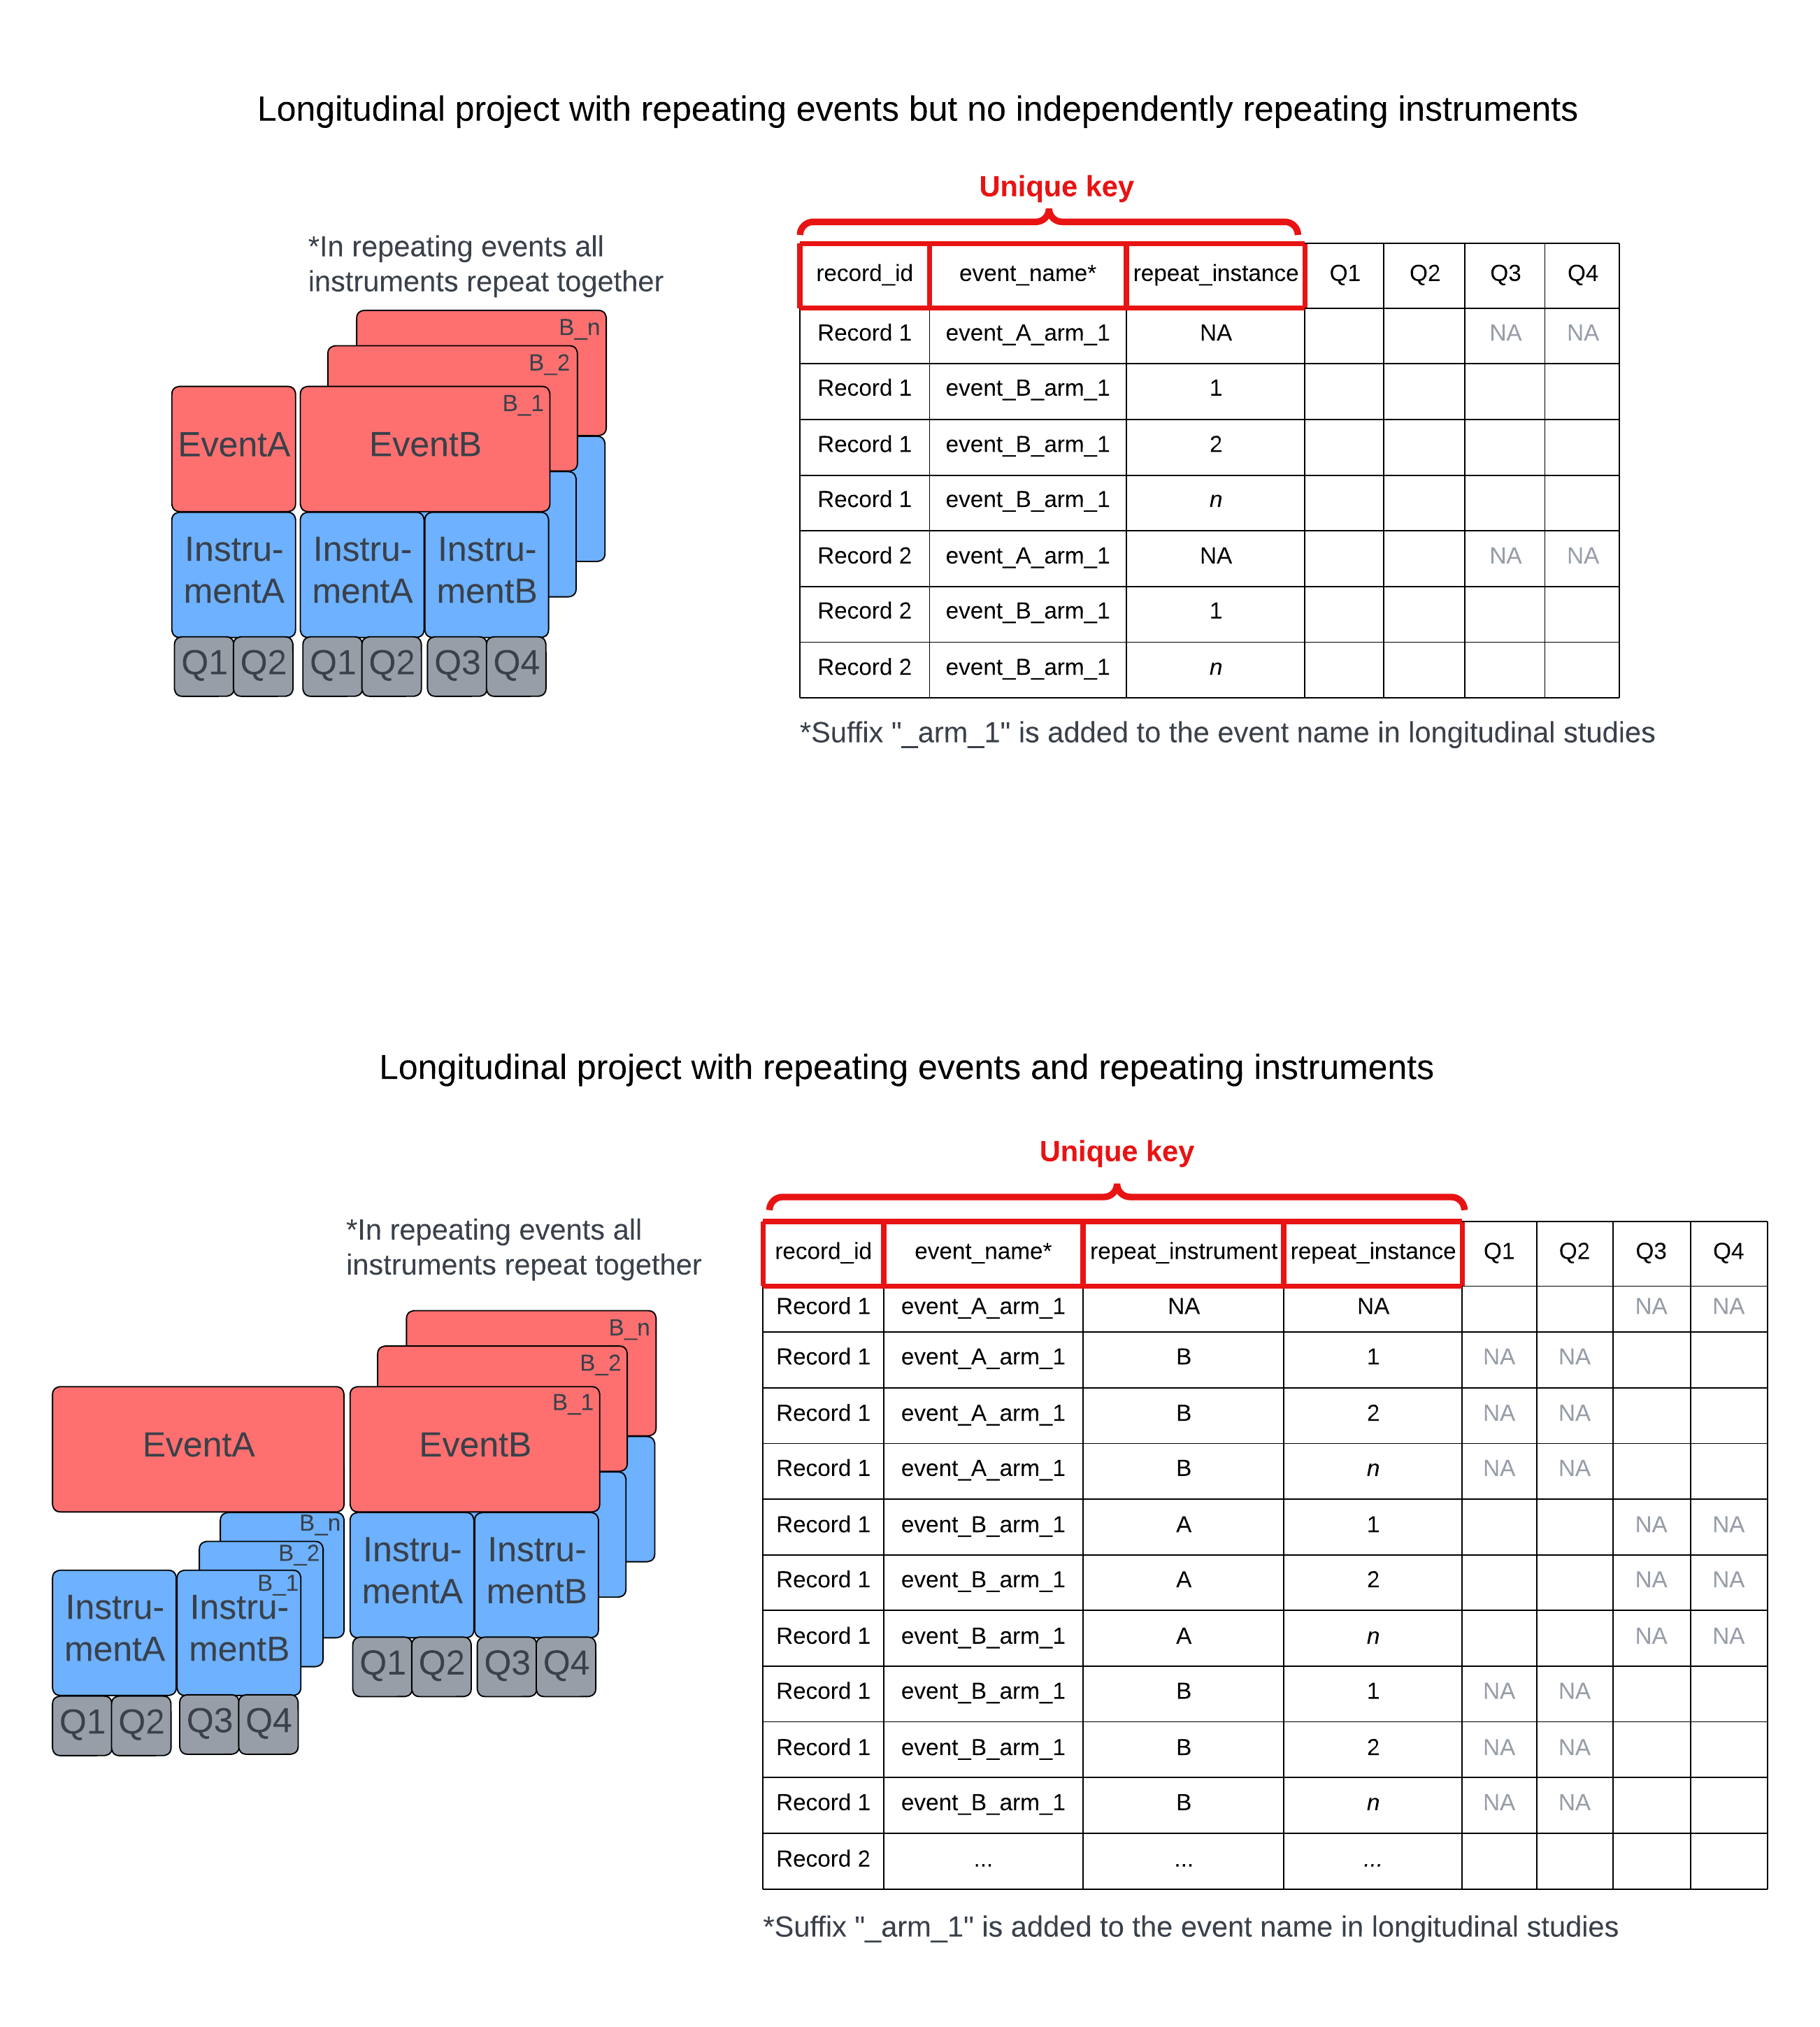 Longitudinal project with repeating events but no independently repeating instruments
*In repeating events all
instruments repeat together
B_n
B_2
B_1
EventA EventB
Instru-
mentA
Instru-
mentA
Instru-
mentB
Q1 Q2 Q1 Q2 Q3 Q4
Unique key
record_id event_name* repeat_instance Q1 Q2 Q3 Q4
Record 1 event_A_arm_1 NA NA NA
Record 1 event_B_arm_1 1
Record 1 event_B_arm_1 2
Record 1 event_B_arm_1 n
Record 2 event_A_arm_1 NA NA NA
Record 2 event_B_arm_1 1
Record 2 event_B_arm_1 n
*Suffix "_arm_1" is added to the event name in longitudinal studies
Longitudinal project with repeating events and repeating instruments
*In repeating events all
instruments repeat together
B_n
B_2
B_1
EventA EventB
B_n
B_2
B_1
Instru-
mentA
Instru-
mentB
Instru-
mentA
Instru-
mentB
Q1 Q2 Q3 Q4
Q1 Q2 Q3 Q4
Unique key
record_id event_name* repeat_instrument repeat_instance Q1 Q2 Q3 Q4
Record 1 event_A_arm_1 NA NA NA NA
Record 1 event_A_arm_1 B 1 NA NA
Record 1 event_A_arm_1 B 2 NA NA
Record 1 event_A_arm_1 B n NA NA
Record 1 event_B_arm_1 A 1 NA NA
Record 1 event_B_arm_1 A 2 NA NA
Record 1 event_B_arm_1 A n NA NA
Record 1 event_B_arm_1 B 1 NA NA
Record 1 event_B_arm_1 B 2 NA NA
Record 1 event_B_arm_1 B n NA NA
Record 2 ... ... ...
*Suffix "_arm_1" is added to the event name in longitudinal studies